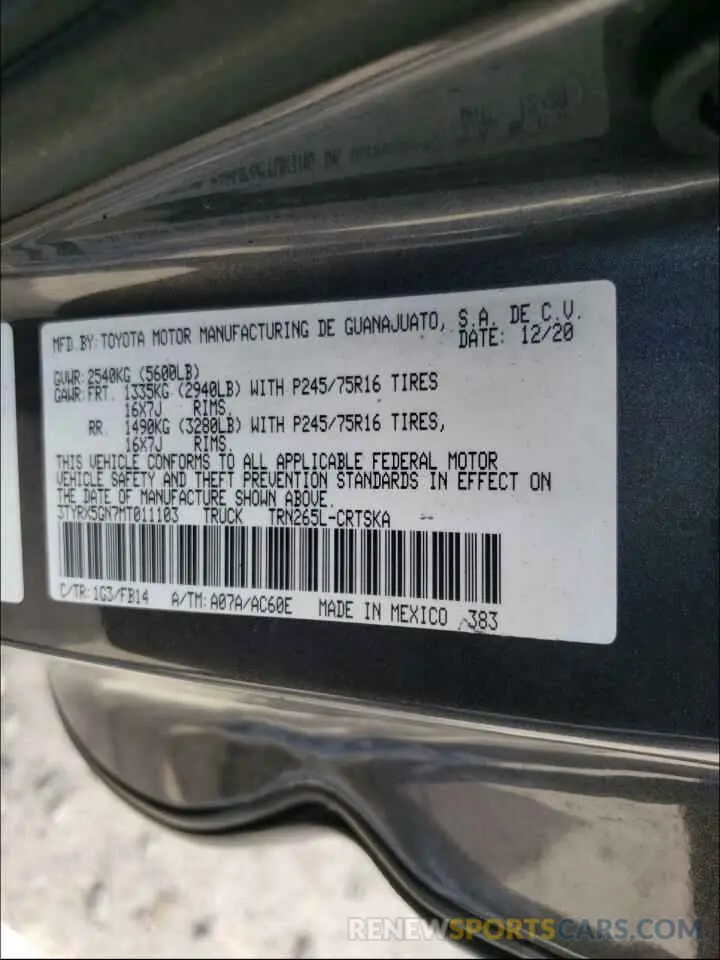 MFD BY:TOYOTA MOTOR MANUFACTURING DE GUANAJUATO, S.A. DE C.V.
DATE: 12/20
GVWR:2540KG (5600LB)
GAWR:FRT. 1335KG (2940LB) WITH P245/75R16 TIRES
16X7J RIMS,
RR. 1490KG (3280LB) WITH P245/75R16 TIRES,
16X7J RIMS,
THIS VEHICLE CONFORMS TO ALL APPLICABLE FEDERAL MOTOR
VEHICLE SAFETY AND THEFT PREVENTION STANDARDS IN EFFECT ON
THE DATE OF MANUFACTURE SHOWN ABOVE.
3TYRX5GN7MT011103 TRUCK TRN265L-CRTSKA --
C/TR:1G3/FB14 A/TM:A07A/AC60E MADE IN MEXICO 383
RENEWSPORTSCARS.COM